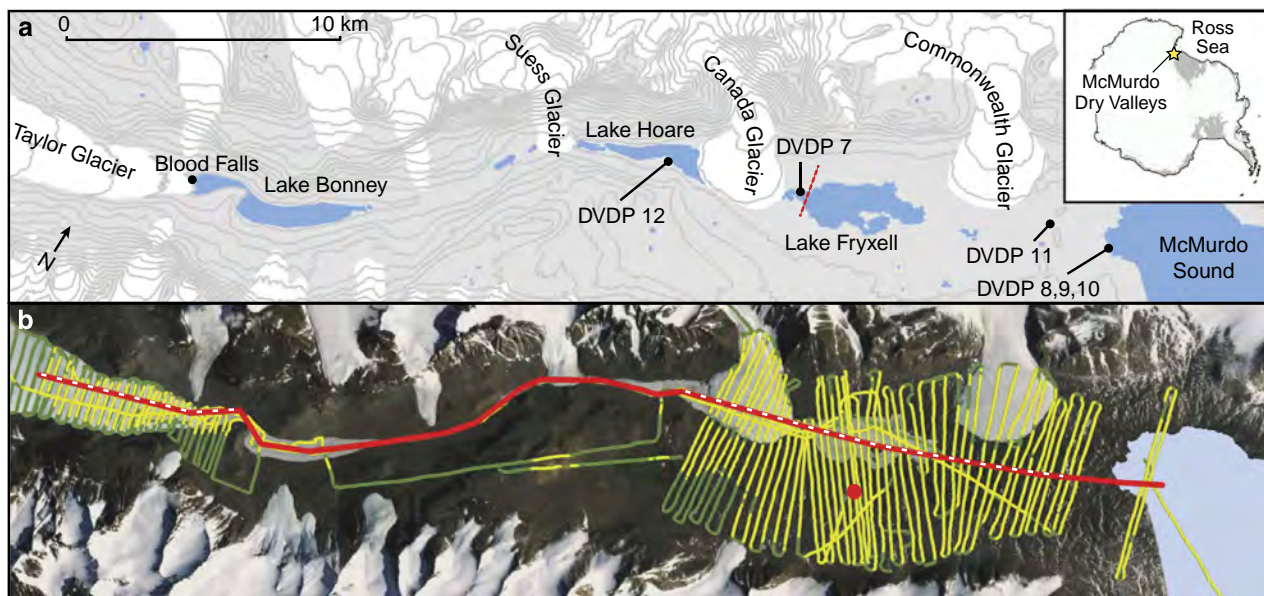 a
0
10 km
Suess Glacier
Canada Glacier
Commonwealth Glacier
Ross
Sea
McMurdo
Dry Valleys
Taylor Glacier
Blood Falls
Lake Bonney
Lake Hoare
DVDP 7
DVDP 12
Lake Fryxell
DVDP 11
DVDP 8,9,10
McMurdo
Sound
N
b